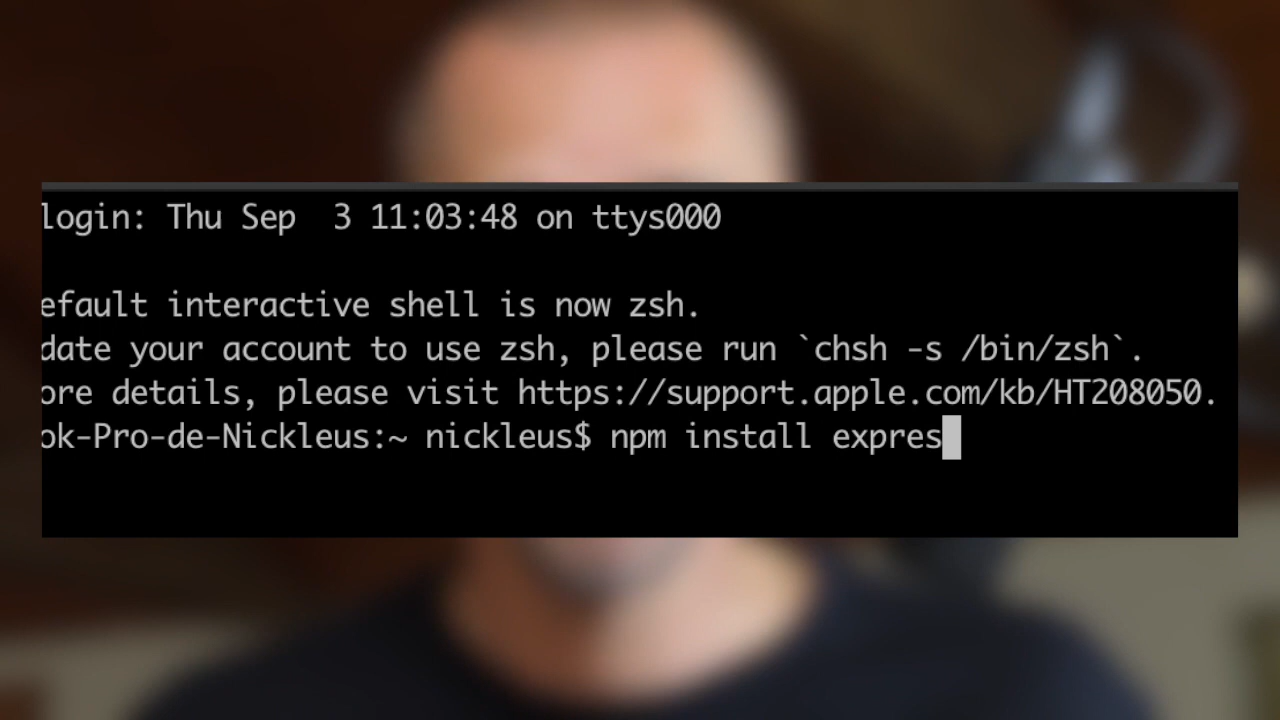 login: Thu Sep  3 11:03:48 on ttys000
efault interactive shell is now zsh.
date your account to use zsh, please run `chsh -s /bin/zsh`.
ore details, please visit https://support.apple.com/kb/HT208050.
ok-Pro-de-Nickleus:~ nickleus$ npm install expres